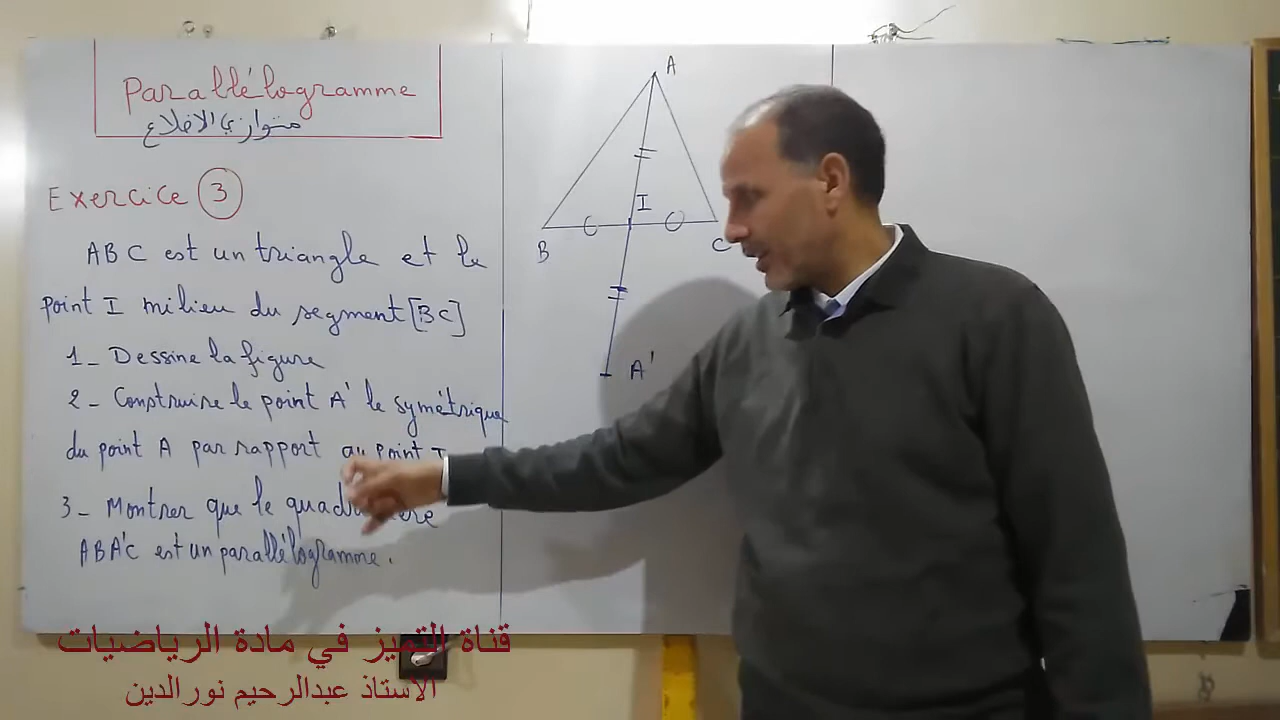 Parallélogramme
متوازي الاضلاع
Exercice 3
ABC est un triangle et le
point I milieu du segment [BC]
1 - Dessine la figure
2 - Construire le point A' le symétrique
du point A par rapport au point I
3 - Montrer que le
ABA'C est un parallélogramme.
A
I
B
C
A'
قناة التميز في مادة الرياضيات
الاستاذ عبدالرحيم نورالدين